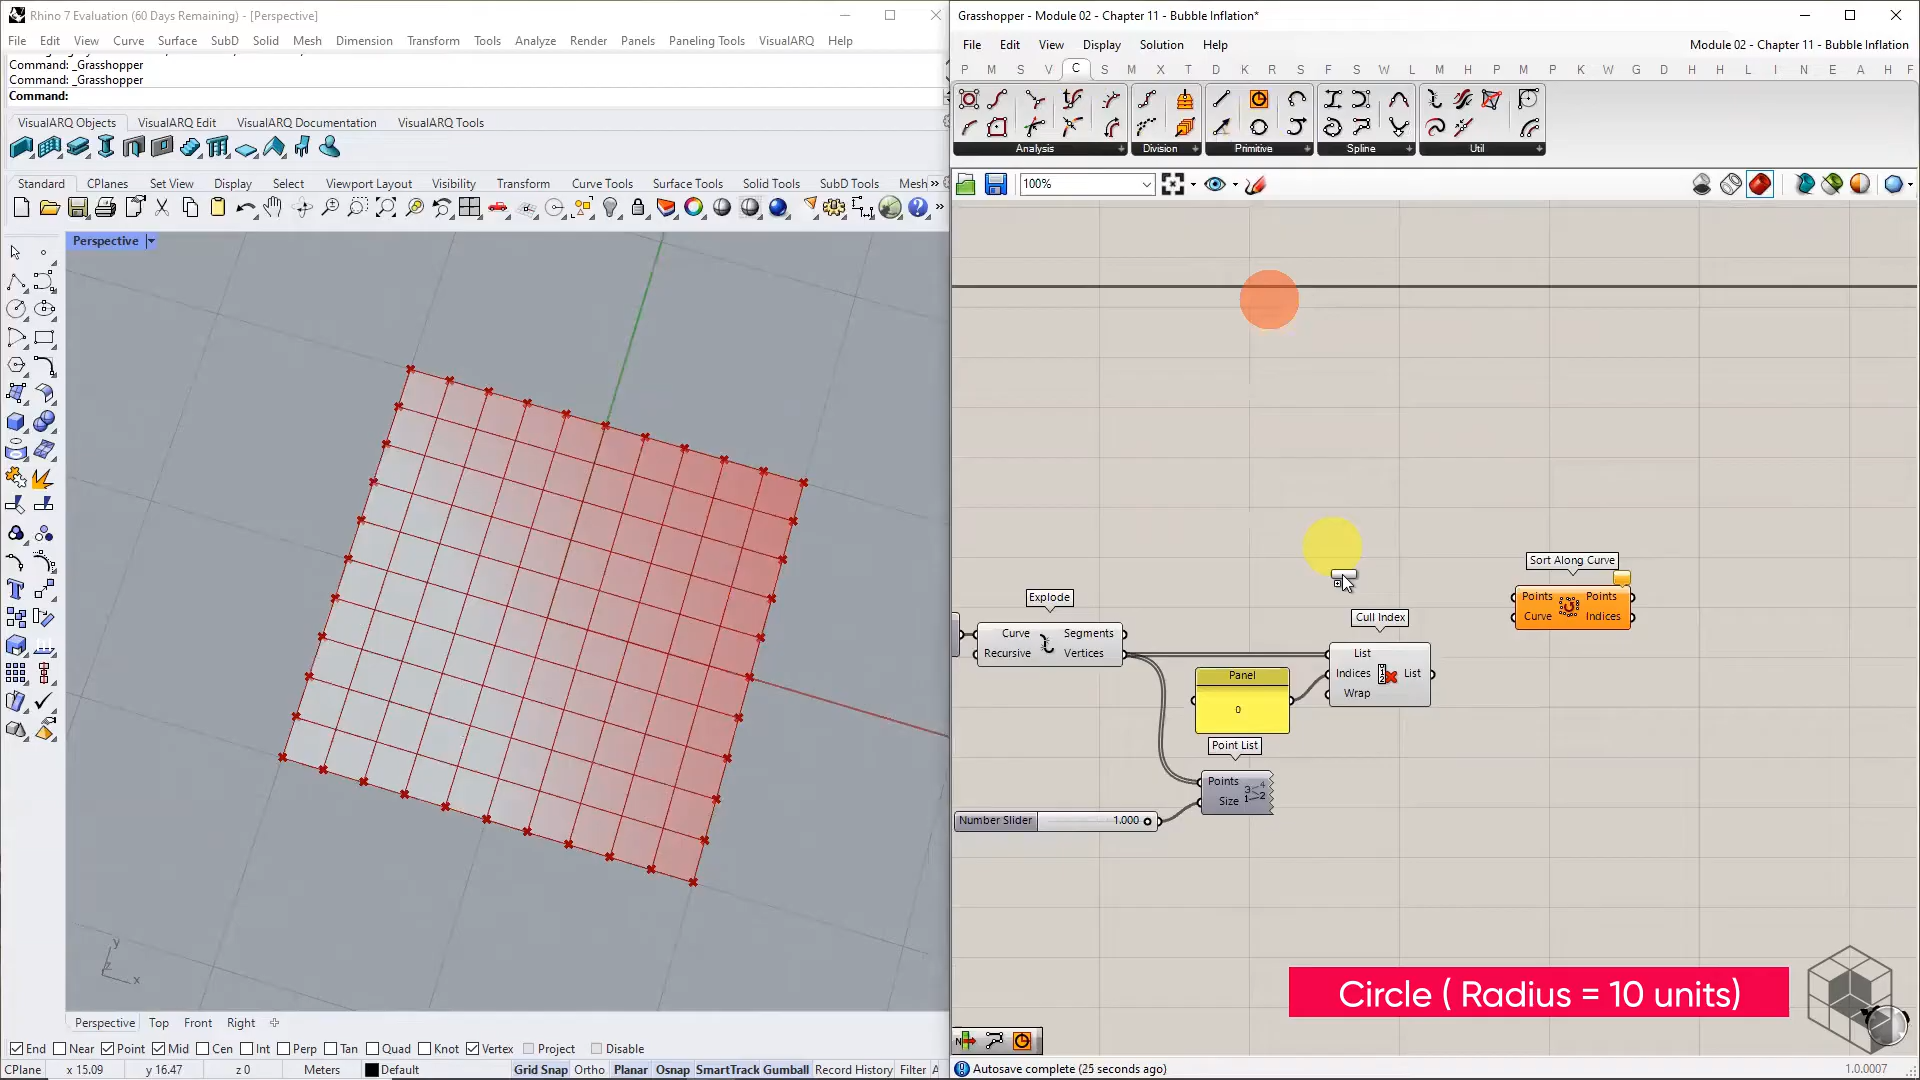 Rhino 7 Evaluation (60 Days Remaining) - [Perspective]
File Edit View Curve Surface SubD Solid Mesh Dimension Transform Tools Analyze Render Panels Paneling Tools VisualARQ Help
Command: _Grasshopper
Command: _Grasshopper
Command:
VisualARQ Objects VisualARQ Edit VisualARQ Documentation VisualARQ Tools
Standard CPlanes Set View Display Select Viewport Layout Visibility Transform Curve Tools Surface Tools Solid Tools SubD Tools Mesh »
Perspective
y
z
x
Perspective Top Front Right
End Near Point Mid Cen Int Perp Tan Quad Knot Vertex Project Disable
CPlane x 15.09 y 16.47 z 0 Meters Default Grid Snap Ortho Planar Osnap SmartTrack Gumball Record History Filter A
Grasshopper - Module 02 - Chapter 11 - Bubble Inflation*
File Edit View Display Solution Help
Module 02 - Chapter 11 - Bubble Inflation
P M S V C S M X T D K R S F S W L M H P M P K W G D H H L I N E A H F
Analysis Division Primitive Spline Util
100%
Sort Along Curve
Points Points
Curve Indices
Explode
Curve Segments
Recursive Vertices
Cull Index
List
Indices List
Wrap
Panel
0
Point List
Points
Size
Number Slider 1.000
Circle ( Radius = 10 units)
Autosave complete (25 seconds ago)
1.0.0007